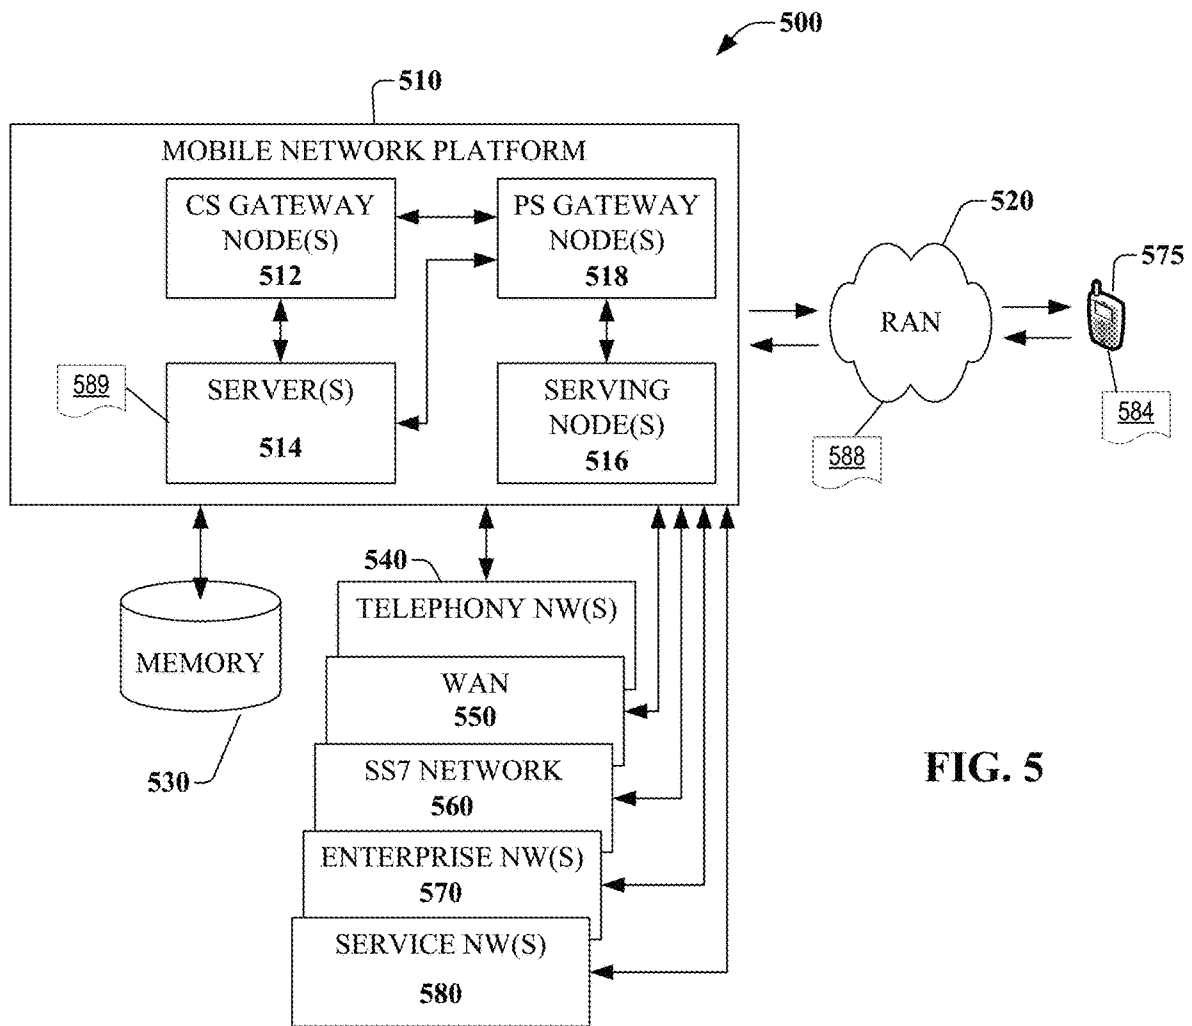 500
510
MOBILE NETWORK PLATFORM
CS GATEWAY
NODE(S)
512
PS GATEWAY
NODE(S)
518
520
575
RAN
589
SERVER(S)
514
SERVING
NODE(S)
516
588
584
540
TELEPHONY NW(S)
MEMORY
530
WAN
550
SS7 NETWORK
560
FIG. 5
ENTERPRISE NW(S)
570
SERVICE NW(S)
580